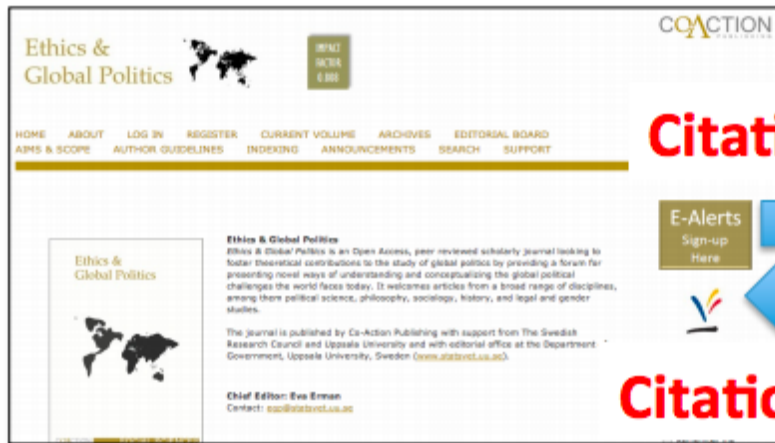 COACTION
PUBLISHING
Ethics &
Global Politics
IMPACT
FACTOR
HOME ABOUT LOG IN REGISTER CURRENT VOLUME ARCHIVES EDITORIAL BOARD
AIMS & SCOPE AUTHOR GUIDELINES INDEXING ANNOUNCEMENTS SEARCH SUPPORT
Citati
E-Alerts
Sign-up
Here
Ethics &
Global Politics
Ethics & Global Politics
Ethics & Global Politics is an Open Access, peer reviewed scholarly journal looking to
foster theoretical contributions to the study of global politics by providing a forum for
presenting novel ways of understanding and conceptualizing the global political
challenges the world faces today. It welcomes articles from a broad range of disciplines,
among them political science, philosophy, sociology, history, and legal and gender
studies.
The journal is published by Co-Action Publishing with support from The Swedish
Research Council and Uppsala University and with editorial office at the Department
Government, Uppsala University, Sweden (www.statsvet.uu.se).
Chief Editor: Eva Erman
Contact: egp@statsvet.uu.se
Citatio